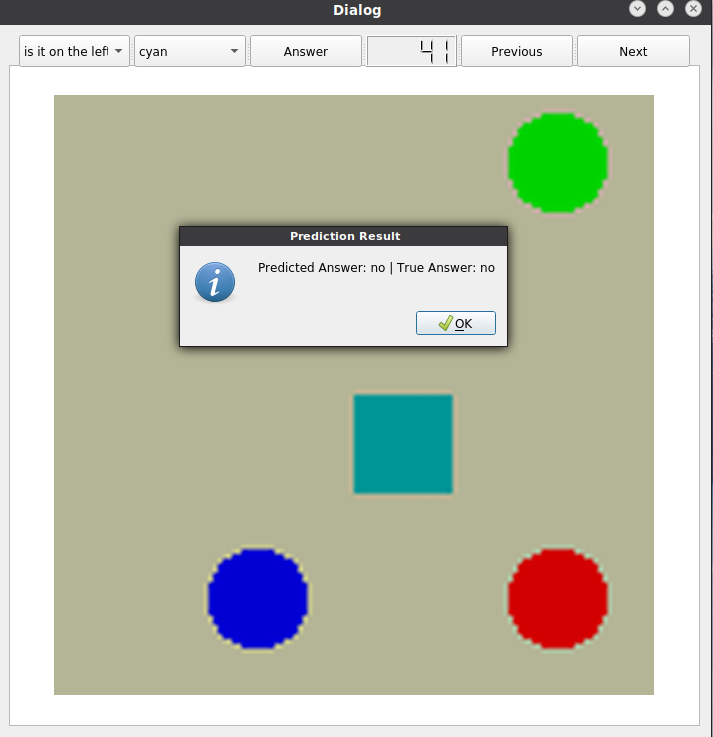 Dialog
is it on the left
cyan
Answer
41
Previous
Next
Prediction Result
Predicted Answer: no | True Answer: no
OK